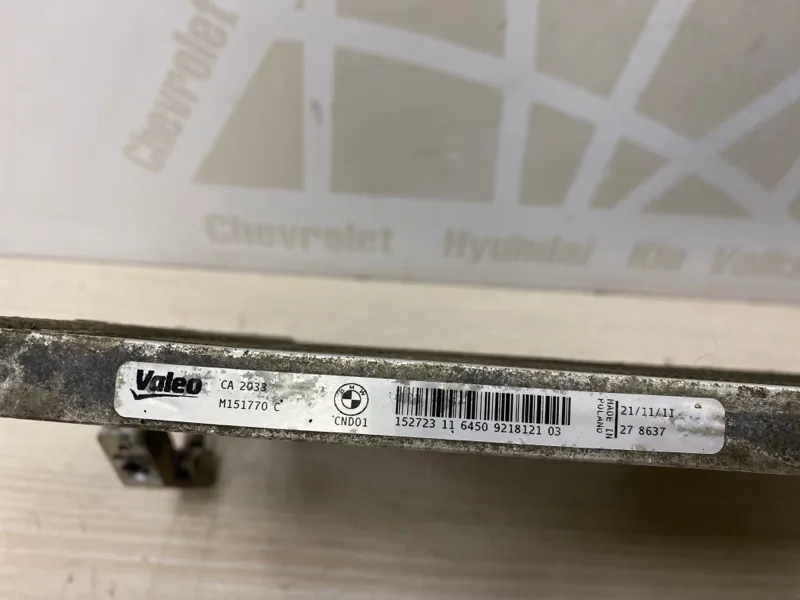 Chevrolet
Chevrolet Hyundai Kia
Valeo
CA 2033
M151770 C
BMW
CND01
152723 11 6450 9218121 03
MADE IN
POLAND
21/11/11
27 8637